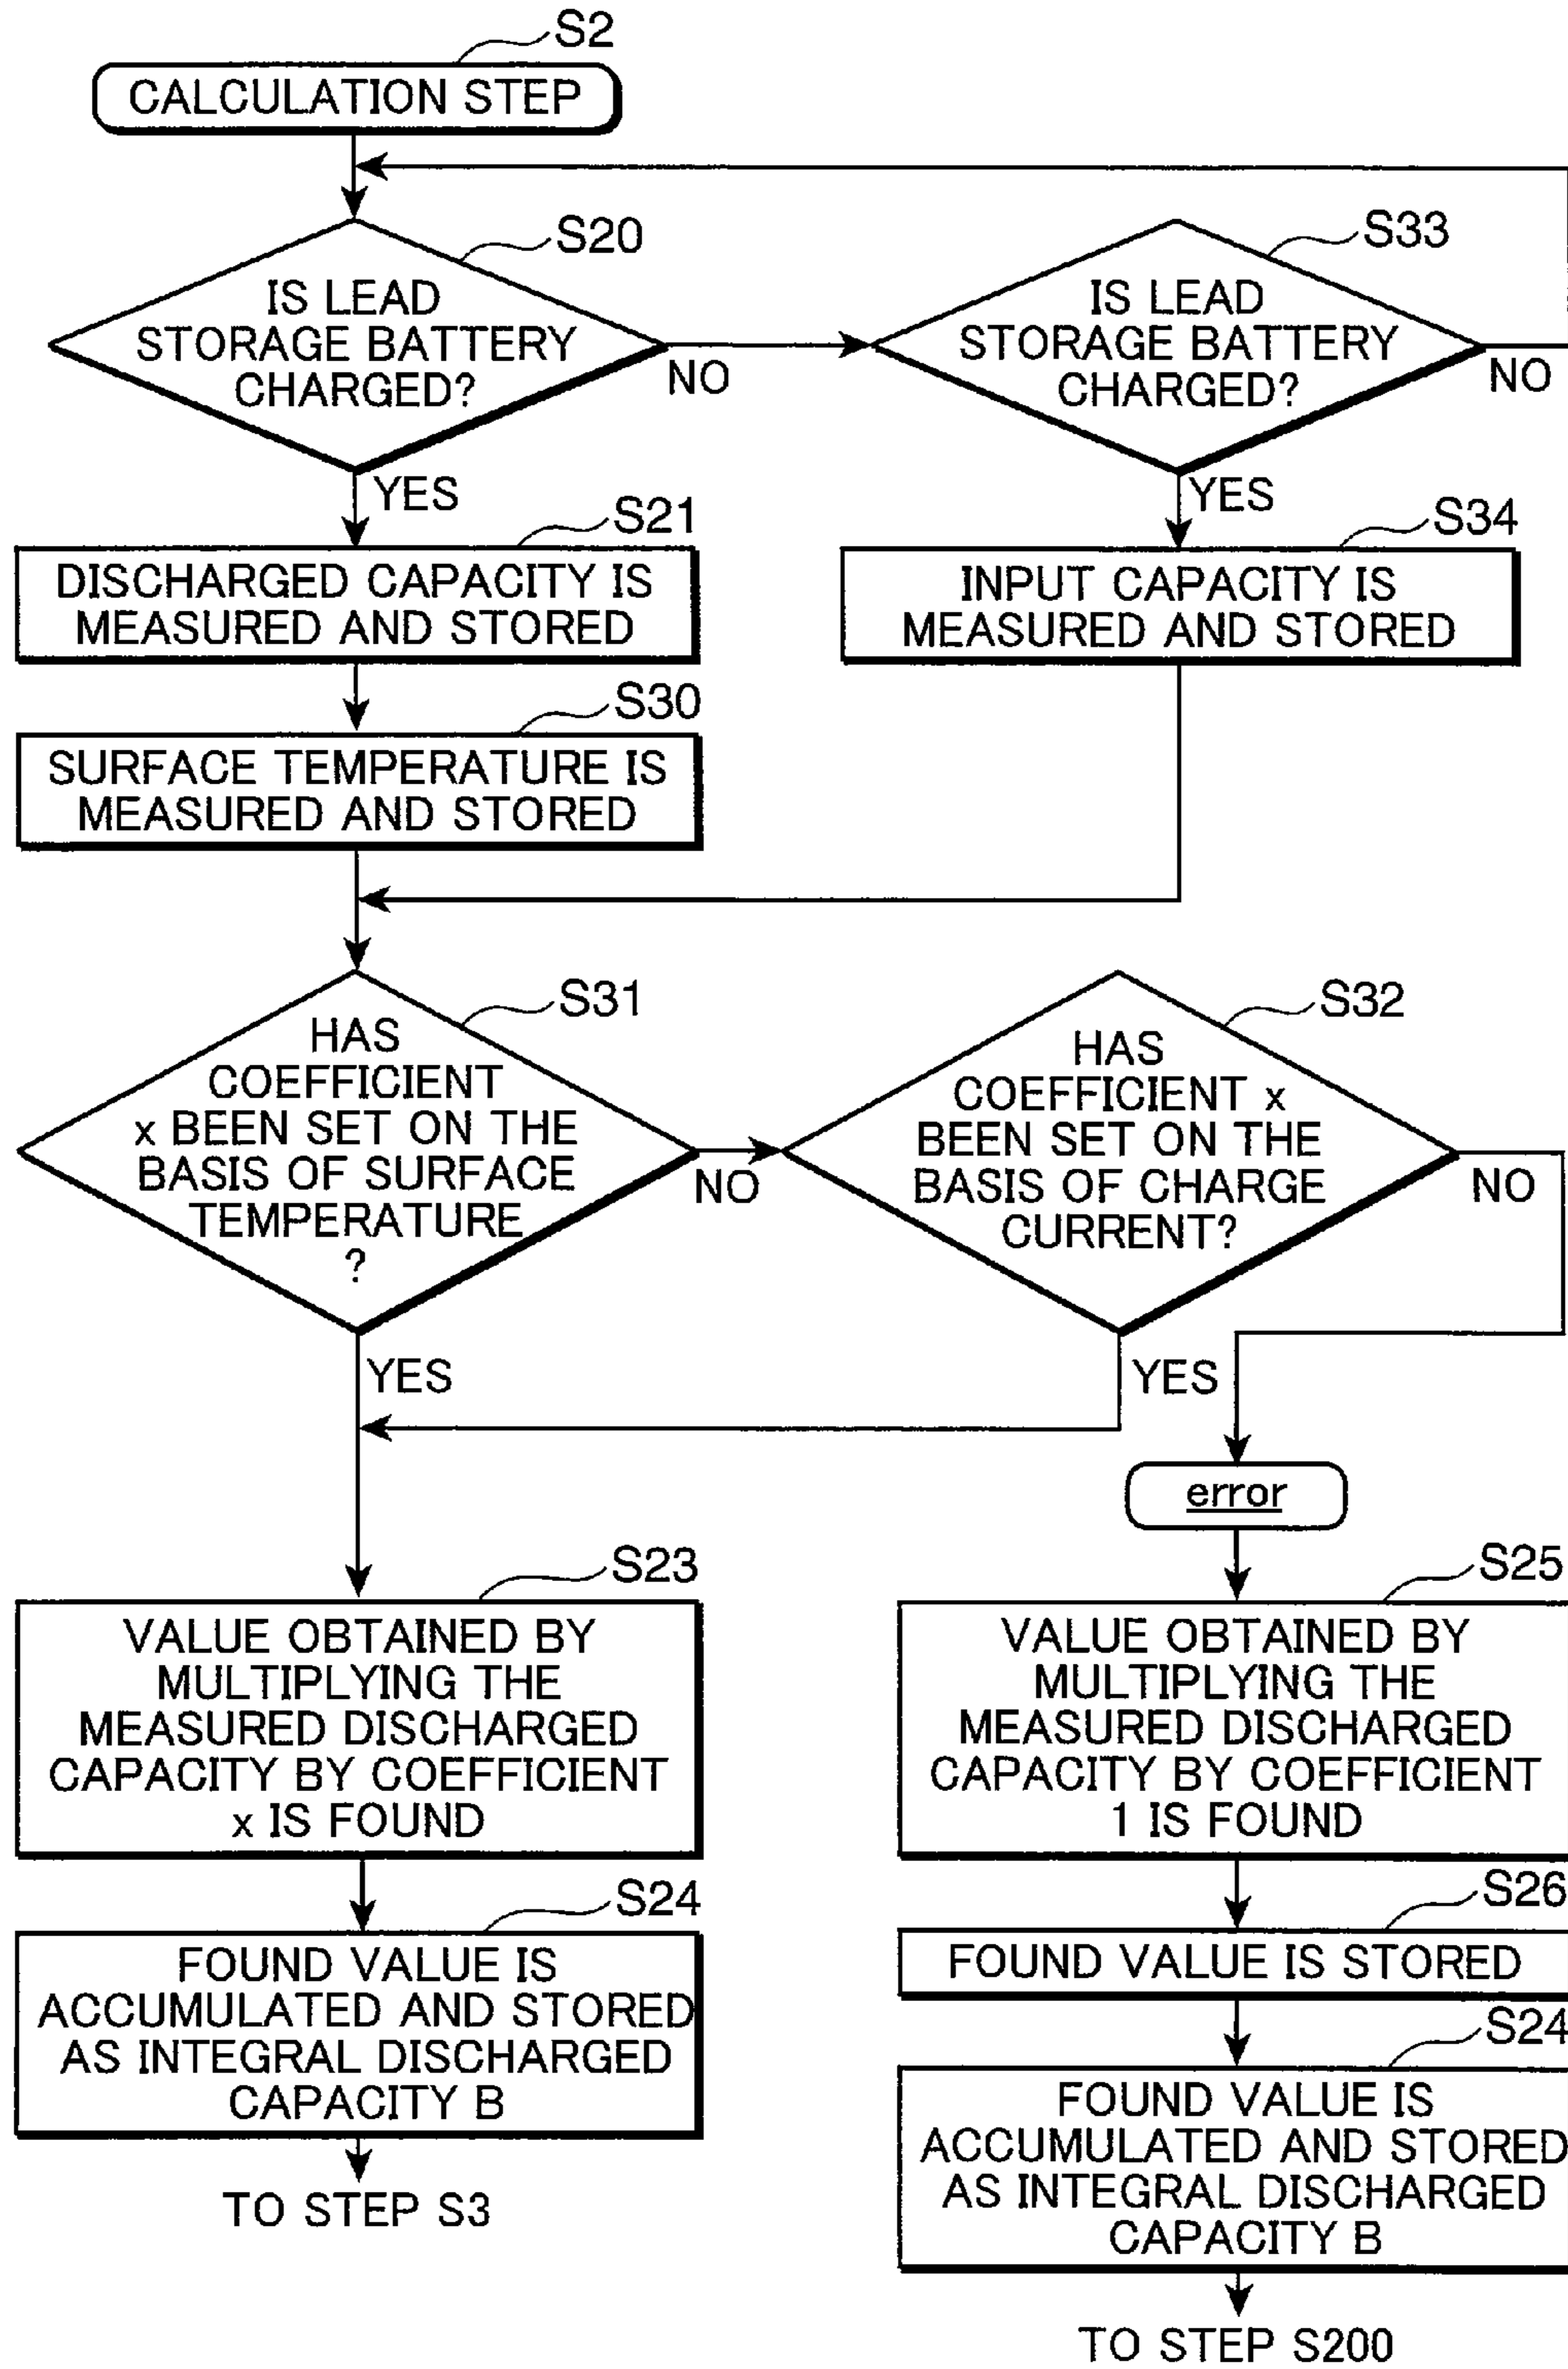 S2
CALCULATION STEP
S20
IS LEAD
STORAGE BATTERY
CHARGED?
NO
YES
S33
IS LEAD
STORAGE BATTERY
CHARGED?
NO
YES
S21
DISCHARGED CAPACITY IS
MEASURED AND STORED
S34
INPUT CAPACITY IS
MEASURED AND STORED
S30
SURFACE TEMPERATURE IS
MEASURED AND STORED
S31
HAS
COEFFICIENT
x BEEN SET ON THE
BASIS OF SURFACE
TEMPERATURE
?
NO
YES
S32
HAS
COEFFICIENT x
BEEN SET ON THE
BASIS OF CHARGE
CURRENT?
NO
YES
error
S23
VALUE OBTAINED BY
MULTIPLYING THE
MEASURED DISCHARGED
CAPACITY BY COEFFICIENT
x IS FOUND
S24
FOUND VALUE IS
ACCUMULATED AND STORED
AS INTEGRAL DISCHARGED
CAPACITY B
TO STEP S3
S25
VALUE OBTAINED BY
MULTIPLYING THE
MEASURED DISCHARGED
CAPACITY BY COEFFICIENT
1 IS FOUND
S26
FOUND VALUE IS STORED
S24
FOUND VALUE IS
ACCUMULATED AND STORED
AS INTEGRAL DISCHARGED
CAPACITY B
TO STEP S200